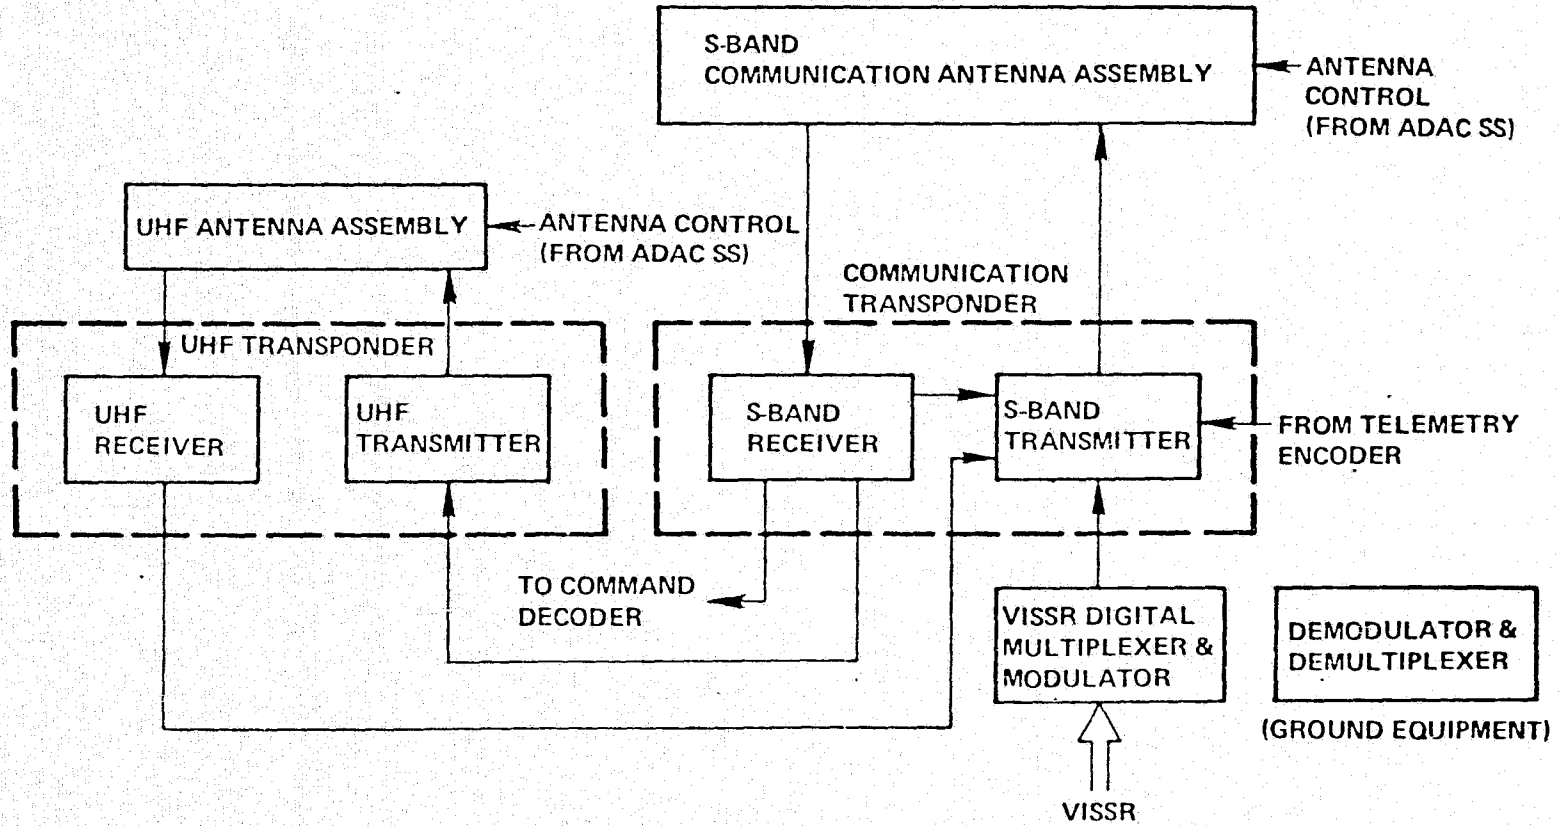 S-BAND
COMMUNICATION ANTENNA ASSEMBLY
ANTENNA
CONTROL
(FROM ADAC SS)
UHF ANTENNA ASSEMBLY
ANTENNA CONTROL
(FROM ADAC SS)
COMMUNICATION
TRANSPONDER
UHF TRANSPONDER
UHF
RECEIVER
UHF
TRANSMITTER
S-BAND
RECEIVER
S-BAND
TRANSMITTER
FROM TELEMETRY
ENCODER
TO COMMAND
DECODER
VISSR DIGITAL
MULTIPLEXER &
MODULATOR
DEMODULATOR &
DEMULTIPLEXER
(GROUND EQUIPMENT)
VISSR